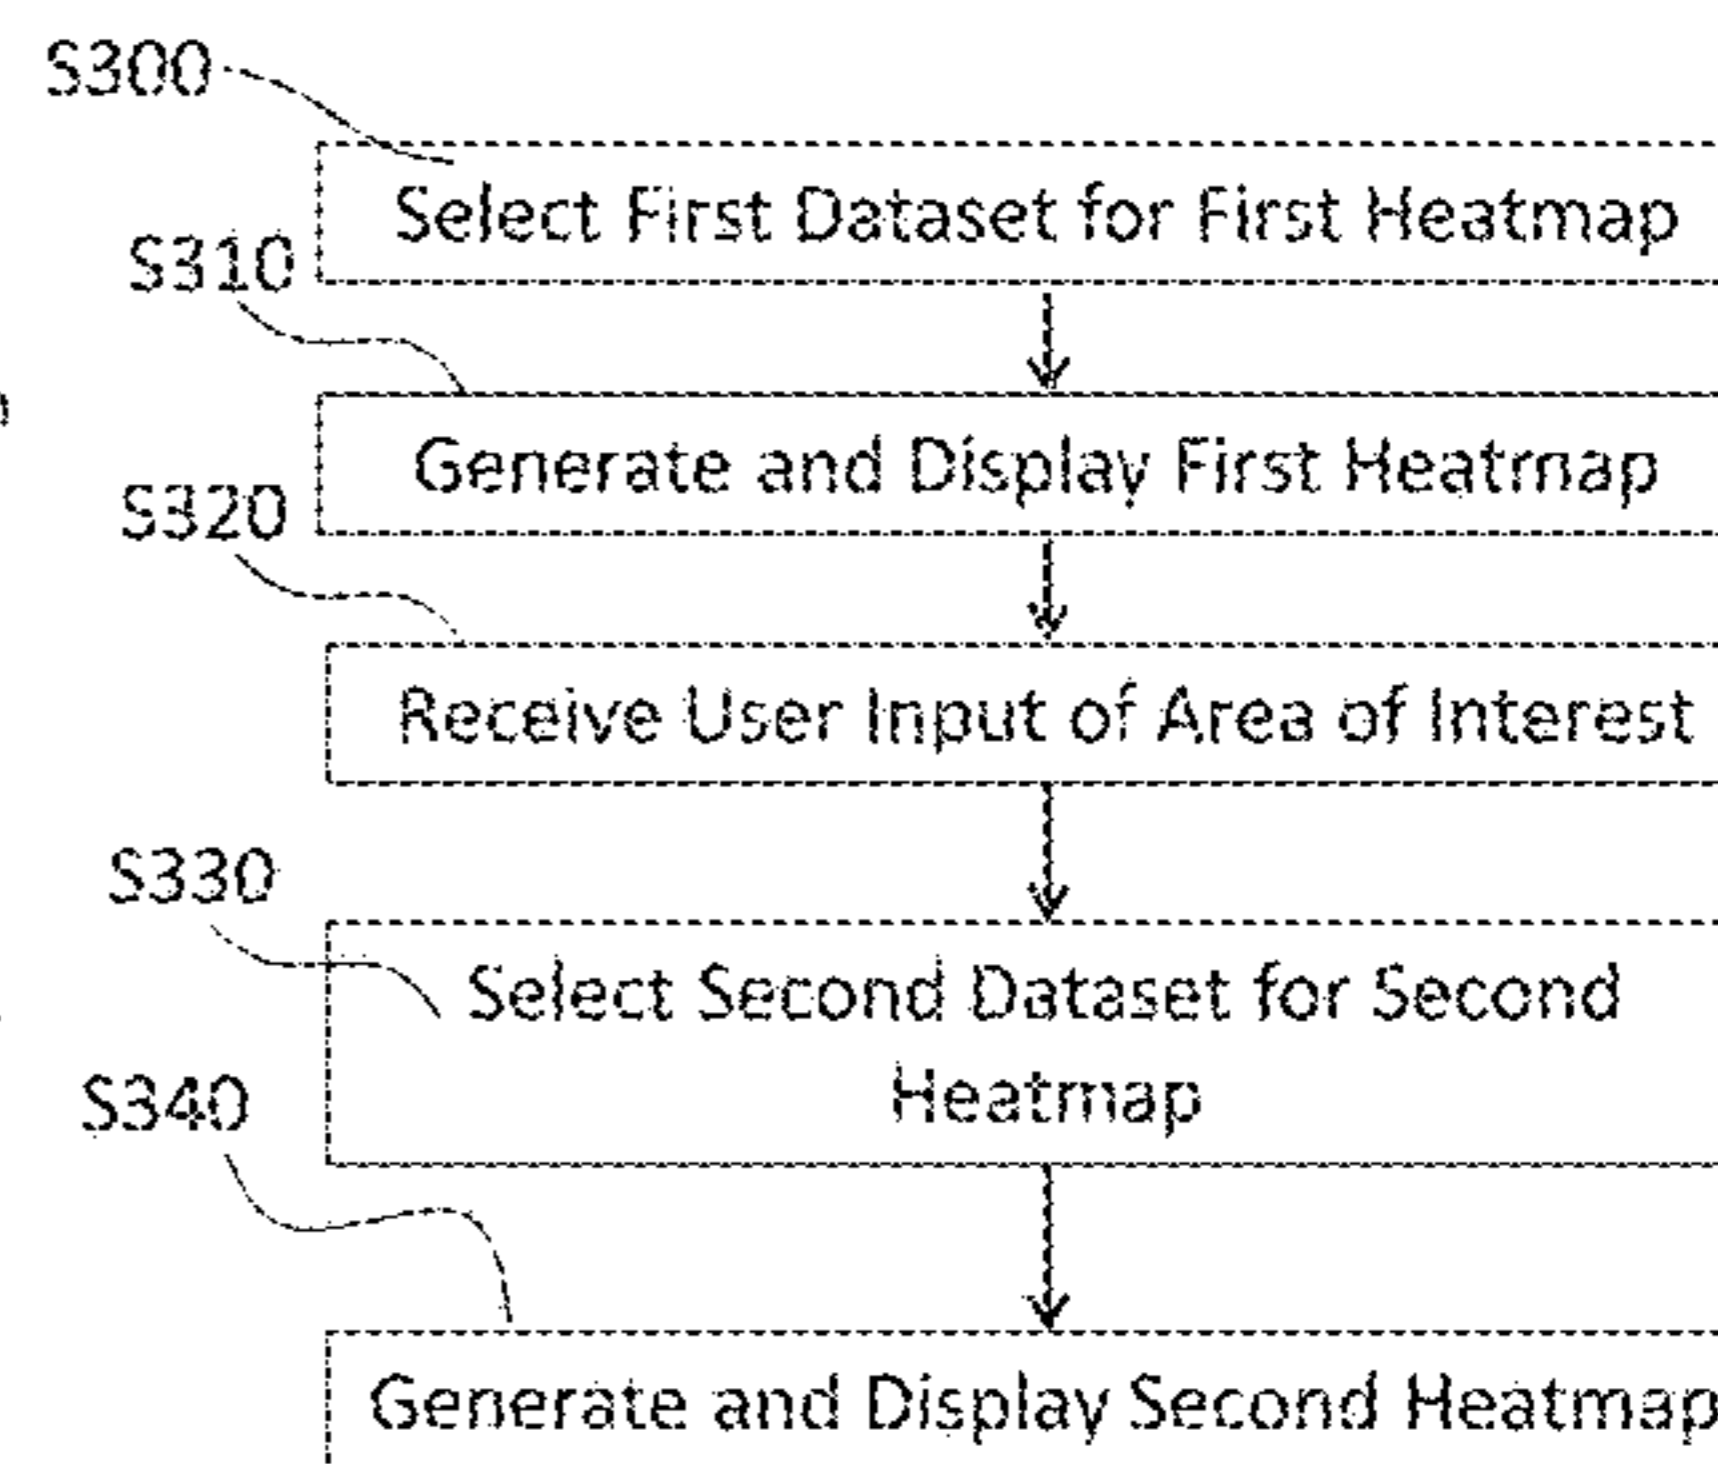 S300
Select First Dataset for First Heatmap
S310
Generate and Display First Heatmap
S320
Receive User Input of Area of Interest
S330
Select Second Dataset for Second
Heatmap
S340
Generate and Display Second Heatmap